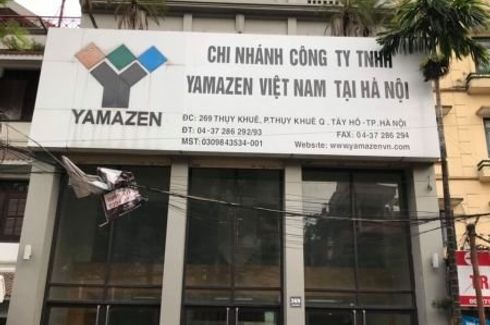 CHI NHÁNH CÔNG TY TNHH
YAMAZEN VIỆT NAM TẠI HÀ NỘI
YAMAZEN
ĐC: 269 THỤY KHUÊ, P.THỤY KHUÊ Q. TÂY HỒ-TP.HÀ NỘI
ĐT: 04-37 286 292/93 FAX: 04-37 286 294
MST:0309843534-001 Website: www.yamazenvn.com
269